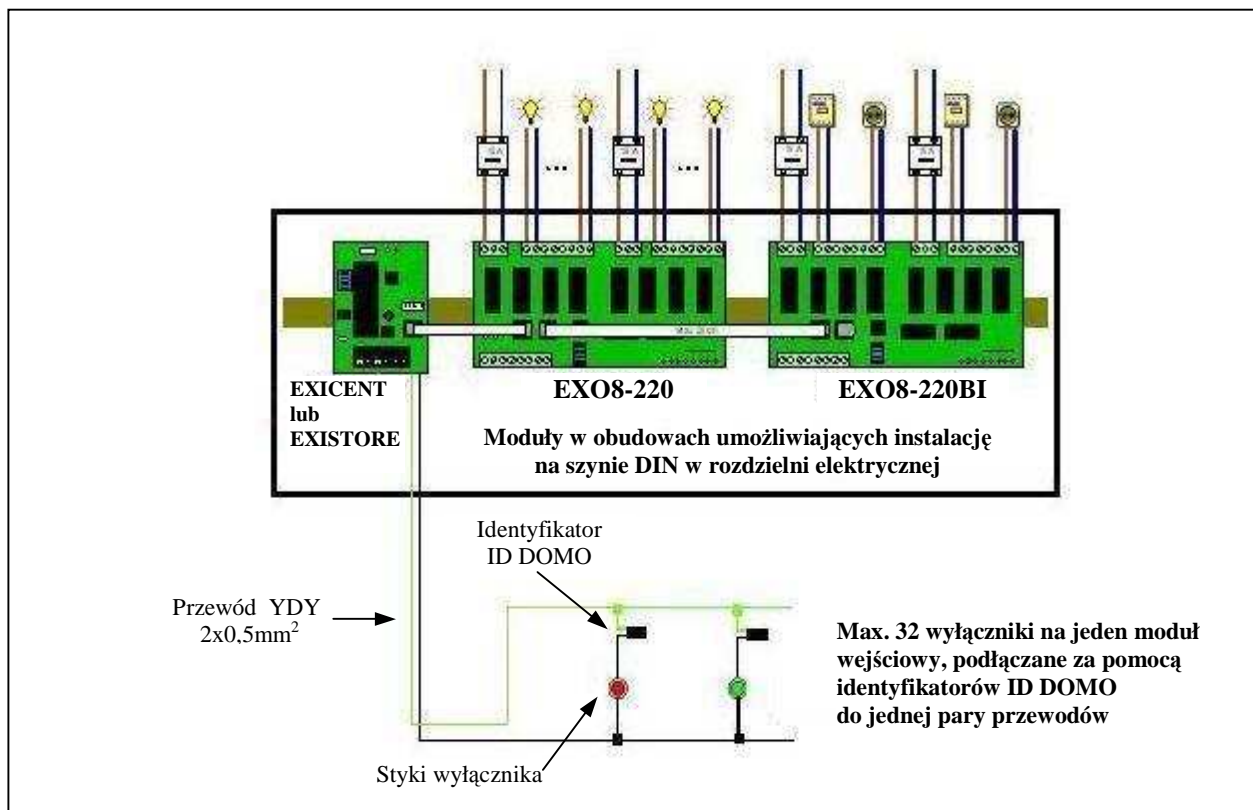 EXICENT
lub
EXISTORE
EXO8-220
EXO8-220BI
Moduły w obudowach umożliwiających instalację
na szynie DIN w rozdzielni elektrycznej
Identyfikator
ID DOMO
Przewód YDY
2x0,5mm²
Max. 32 wyłączniki na jeden moduł
wejściowy, podłączane za pomocą
identyfikatorów ID DOMO
do jednej pary przewodów
Styki wyłącznika